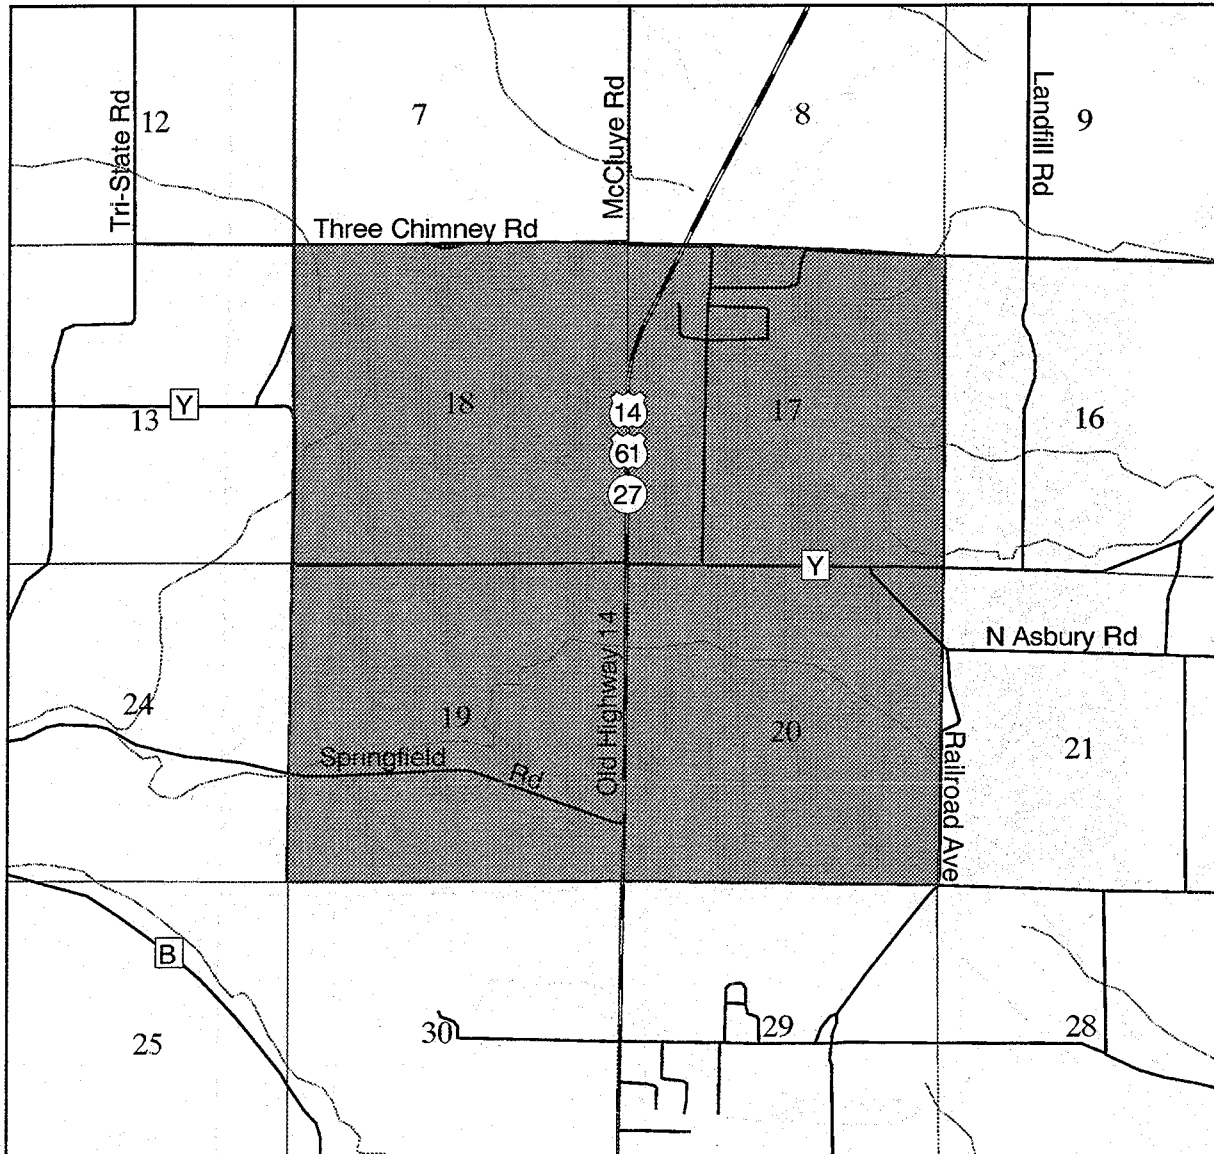 12
7
8
9
Tri-State Rd
McCluye Rd
Landfill Rd
Three Chimney Rd
13
Y
18
14
61
27
17
16
Y
N Asbury Rd
24
19
Old Highway 14
20
21
Springfield
Rd
Railroad Ave
B
25
30
29
28